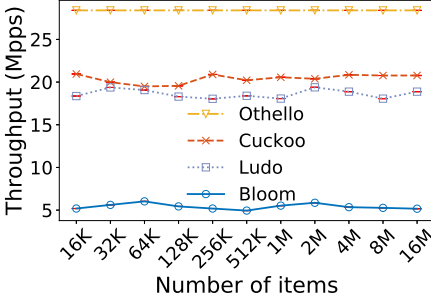 Throughput (Mpps)
25
20
15
10
5
Othello
Cuckoo
Ludo
Bloom
16K 32K 64K 128K 256K 512K 1M 2M 4M 8M 16M
Number of items